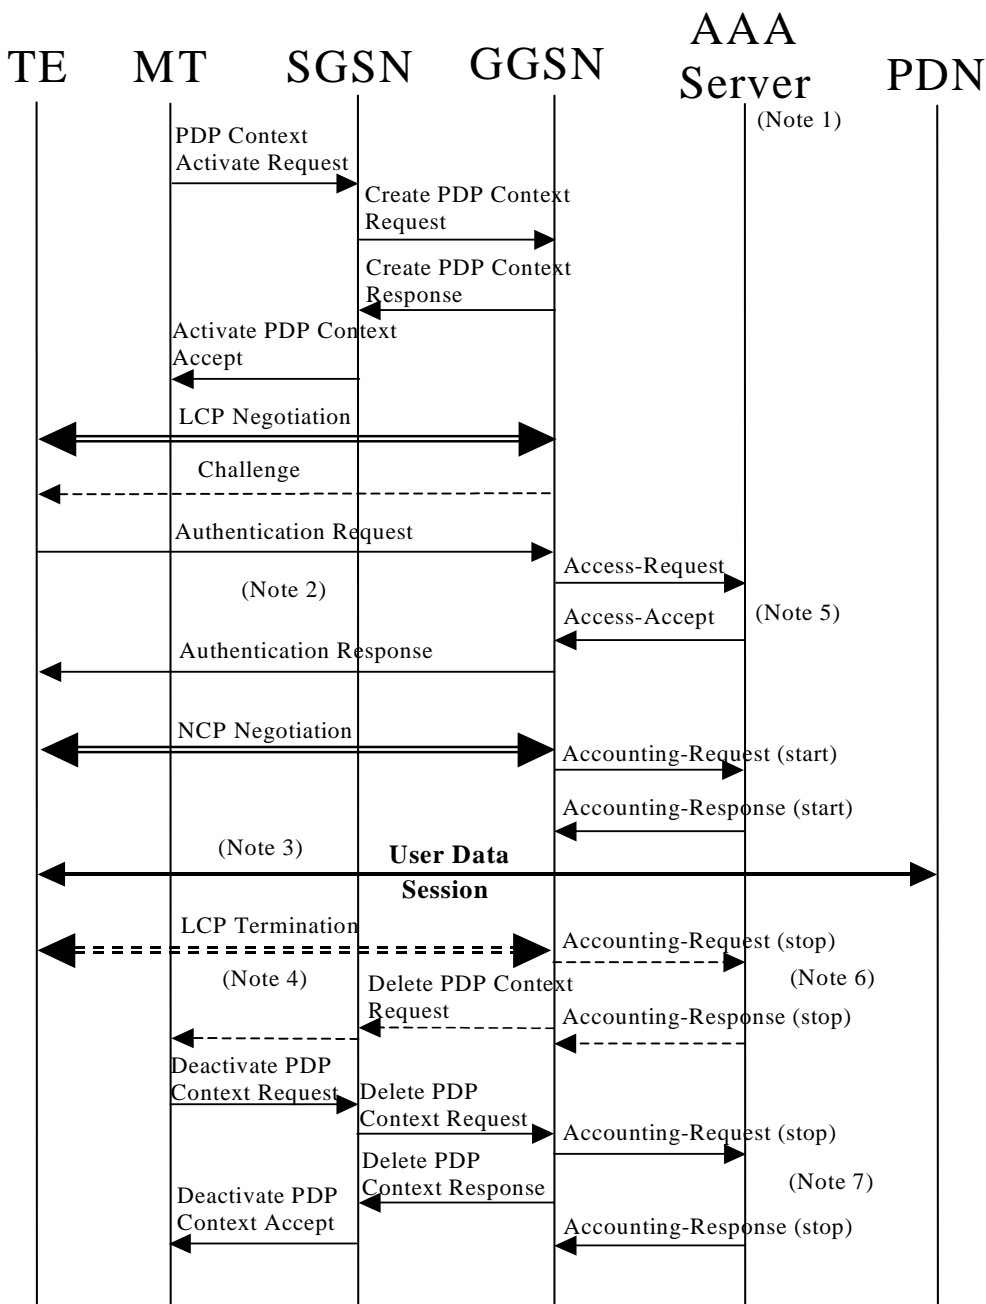 AAA
TE MT SGSN GGSN Server PDN
(Note 1)
PDP Context
Activate Request
Create PDP Context
Request
Create PDP Context
Response
Activate PDP Context
Accept
LCP Negotiation
Challenge
Authentication Request
Access-Request
(Note 2)
(Note 5)
Access-Accept
Authentication Response
NCP Negotiation
Accounting-Request (start)
Accounting-Response (start)
(Note 3)
User Data
Session
LCP Termination
Accounting-Request (stop)
(Note 4)
(Note 6)
Delete PDP Context
Request
Accounting-Response (stop)
Deactivate PDP
Context Request
Delete PDP
Context Request
Accounting-Request (stop)
Delete PDP
Context Response
(Note 7)
Deactivate PDP
Context Accept
Accounting-Response (stop)